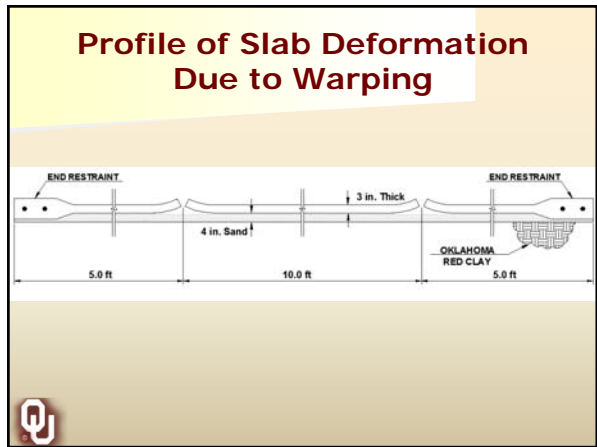 Profile of Slab Deformation
Due to Warping
END RESTRAINT
END RESTRAINT
3 in. Thick
4 in. Sand
OKLAHOMA
RED CLAY
5.0 ft
10.0 ft
5.0 ft
OU